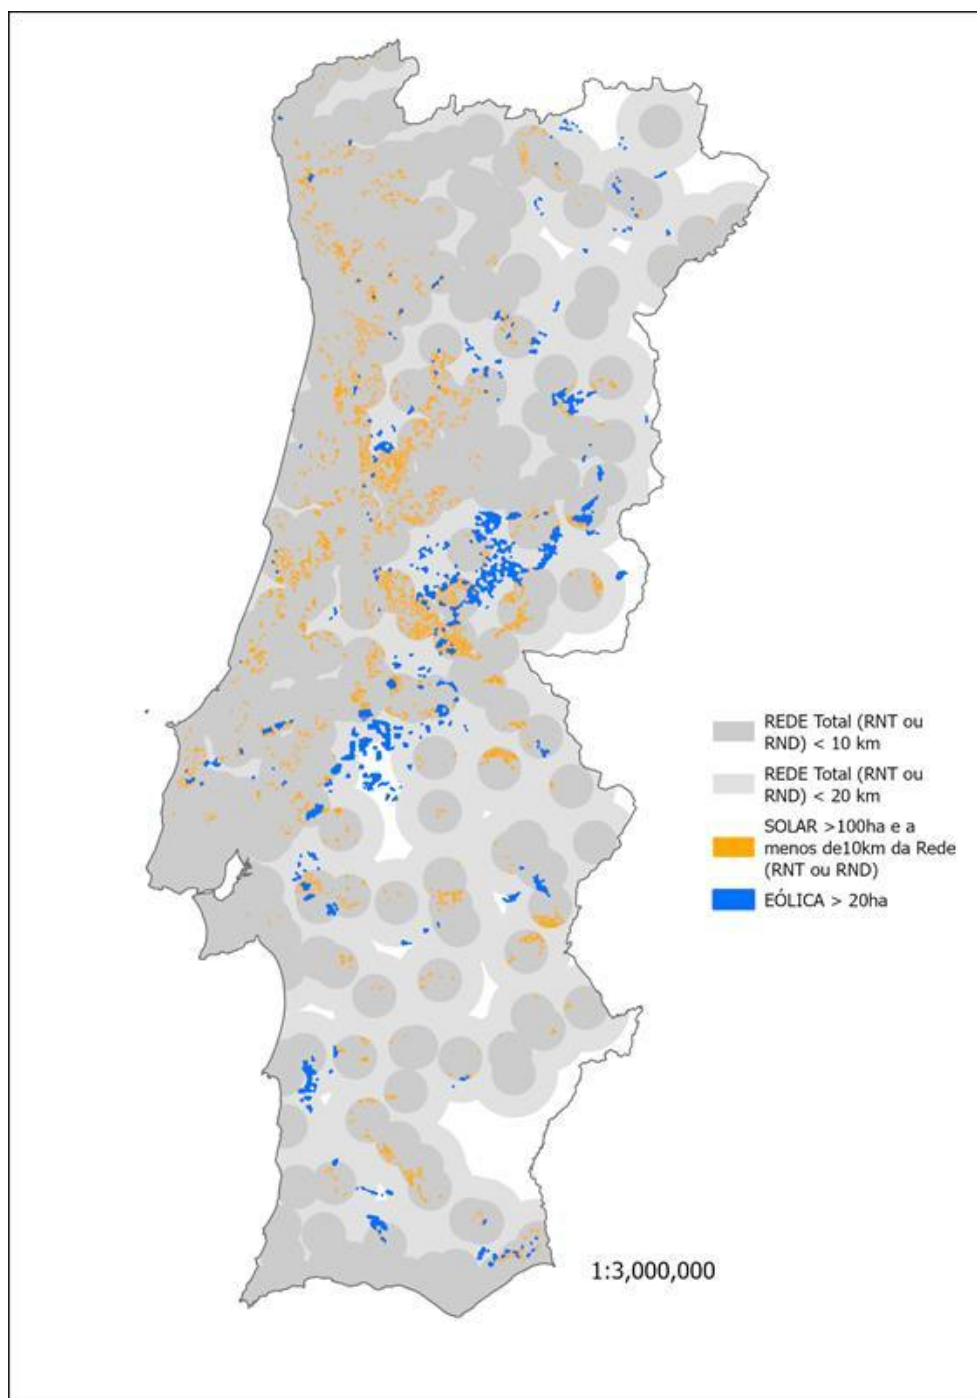 REDE Total (RNT ou
RND) < 10 km
REDE Total (RNT ou
RND) < 20 km
SOLAR >100ha e a
menos de10km da Rede
(RNT ou RND)
EÓLICA > 20ha
1:3,000,000